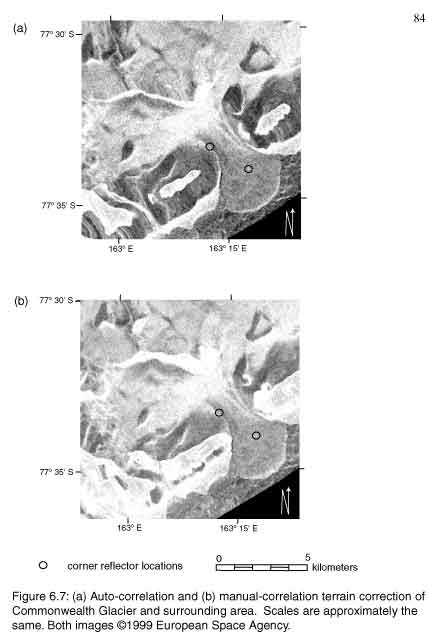 84
(a)
77° 30' S
N
77° 35' S
163° E
163° 15' E
(b)
77° 30' S
N
77° 35' S
163° E
163° 15' E
corner reflector locations
0 5
kilometers
Figure 6.7: (a) Auto-correlation and (b) manual-correlation terrain correction of
Commonwealth Glacier and surrounding area. Scales are approximately the
same. Both images ©1999 European Space Agency.